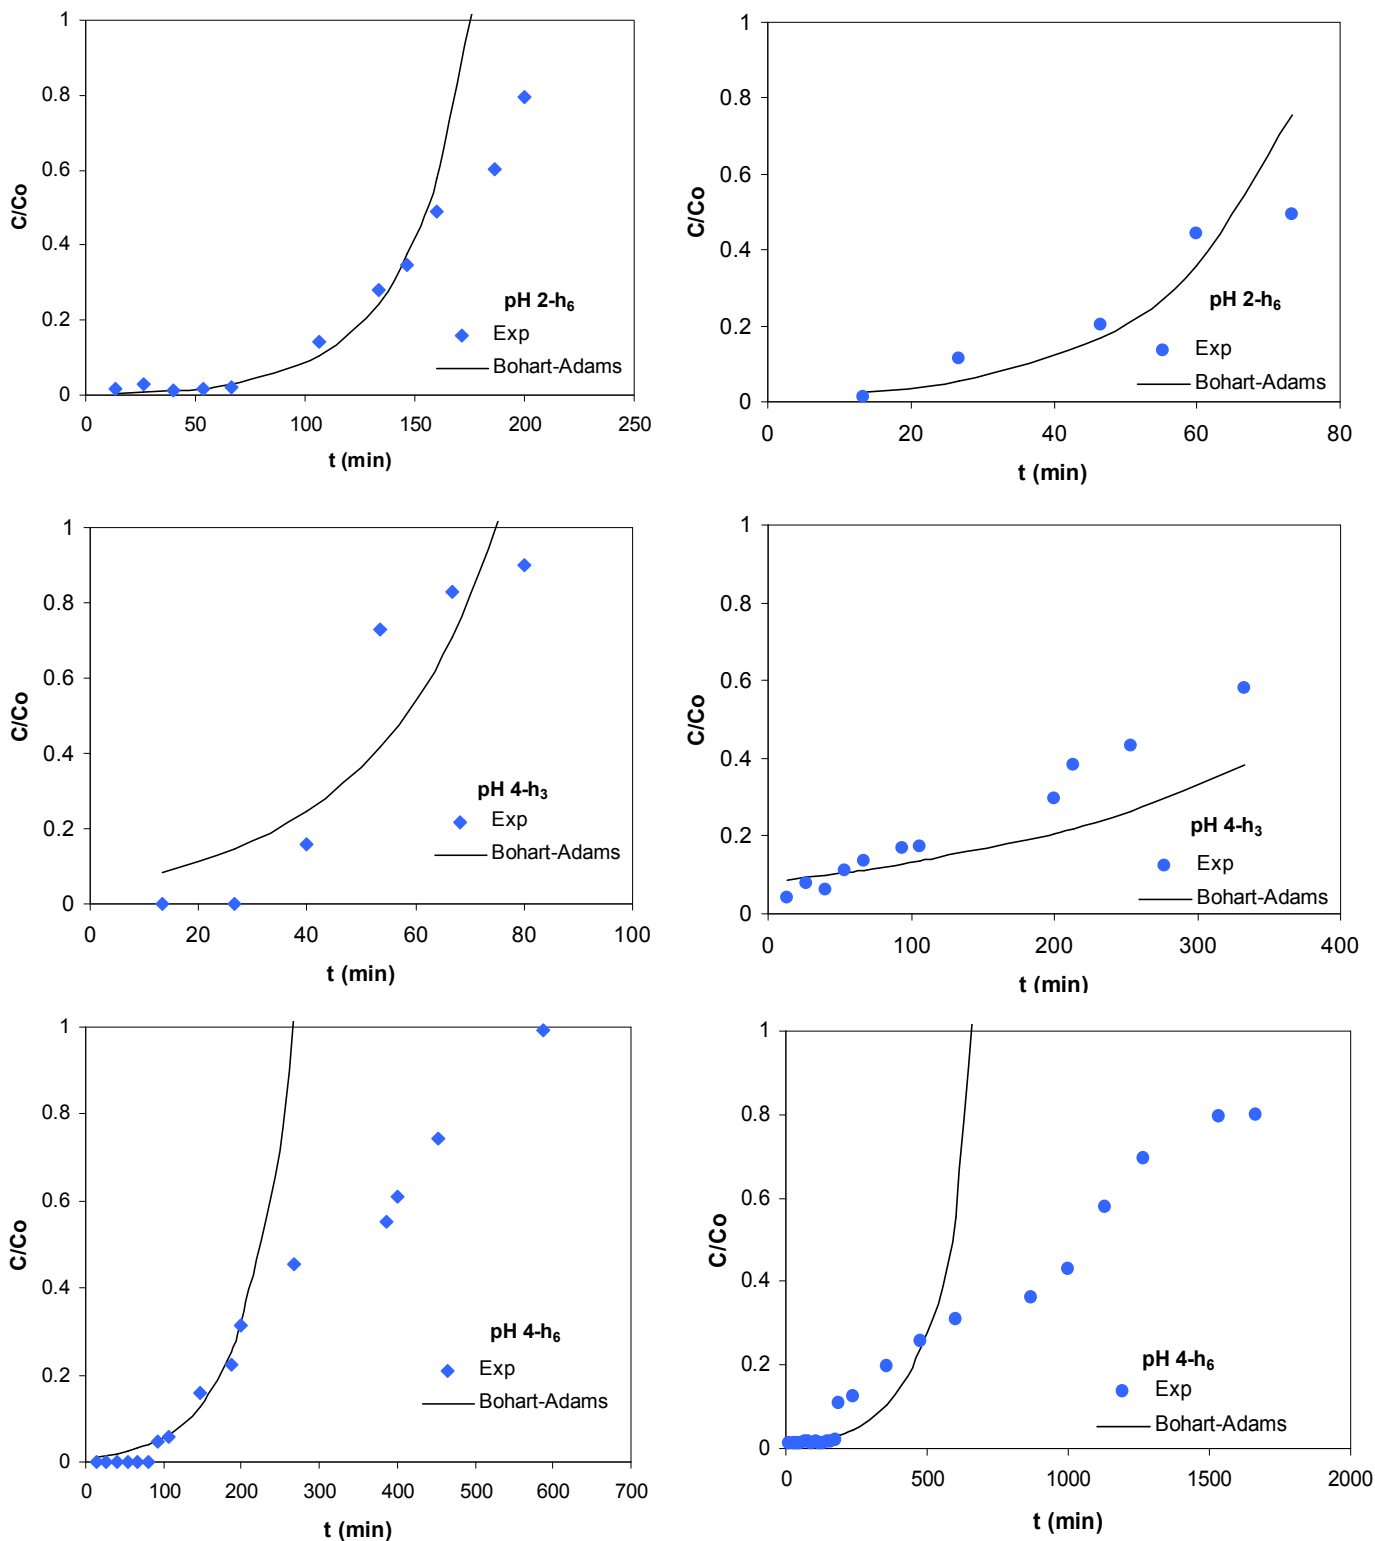 1
0.8
0.6
0.4
0.2
0
C/Co
0 50 100 150 200 250
t (min)
pH 2-h6
Exp
Bohart-Adams
1
0.8
0.6
0.4
0.2
0
C/Co
0 20 40 60 80
t (min)
pH 2-h6
Exp
Bohart-Adams
1
0.8
0.6
0.4
0.2
0
C/Co
0 20 40 60 80 100
t (min)
pH 4-h3
Exp
Bohart-Adams
1
0.8
0.6
0.4
0.2
0
C/Co
0 100 200 300 400
t (min)
pH 4-h3
Exp
Bohart-Adams
1
0.8
0.6
0.4
0.2
0
C/Co
0 100 200 300 400 500 600 700
t (min)
pH 4-h6
Exp
Bohart-Adams
1
0.8
0.6
0.4
0.2
0
C/Co
0 500 1000 1500 2000
t (min)
pH 4-h6
Exp
Bohart-Adams